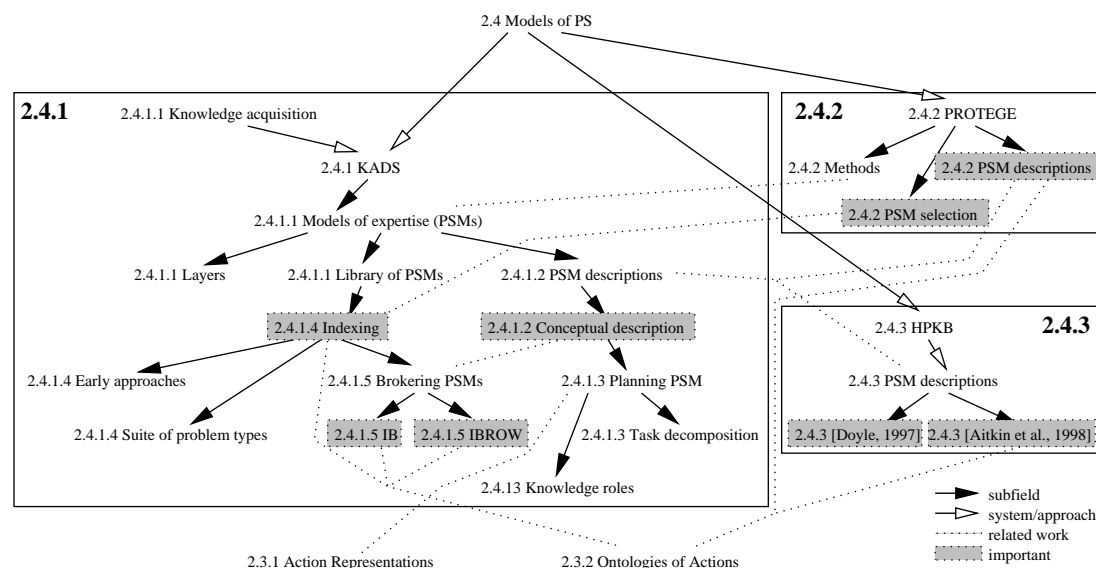 2.4 Models of PS
2.4.1
2.4.1.1 Knowledge acquisition
2.4.1 KADS
2.4.1.1 Models of expertise (PSMs)
2.4.1.1 Layers
2.4.1.1 Library of PSMs
2.4.1.2 PSM descriptions
2.4.1.4 Indexing
2.4.1.2 Conceptual description
2.4.1.4 Early approaches
2.4.1.5 Brokering PSMs
2.4.1.3 Planning PSM
2.4.1.4 Suite of problem types
2.4.1.5 IB
2.4.1.5 IBROW
2.4.1.3 Task decomposition
2.4.13 Knowledge roles
2.4.2
2.4.2 PROTEGE
2.4.2 Methods
2.4.2 PSM descriptions
2.4.2 PSM selection
2.4.3 HPKB
2.4.3
2.4.3 PSM descriptions
2.4.3 [Doyle, 1997]
2.4.3 [Aitkin et al., 1998]
2.3.1 Action Representations
2.3.2 Ontologies of Actions
subfield
system/approach
related work
important